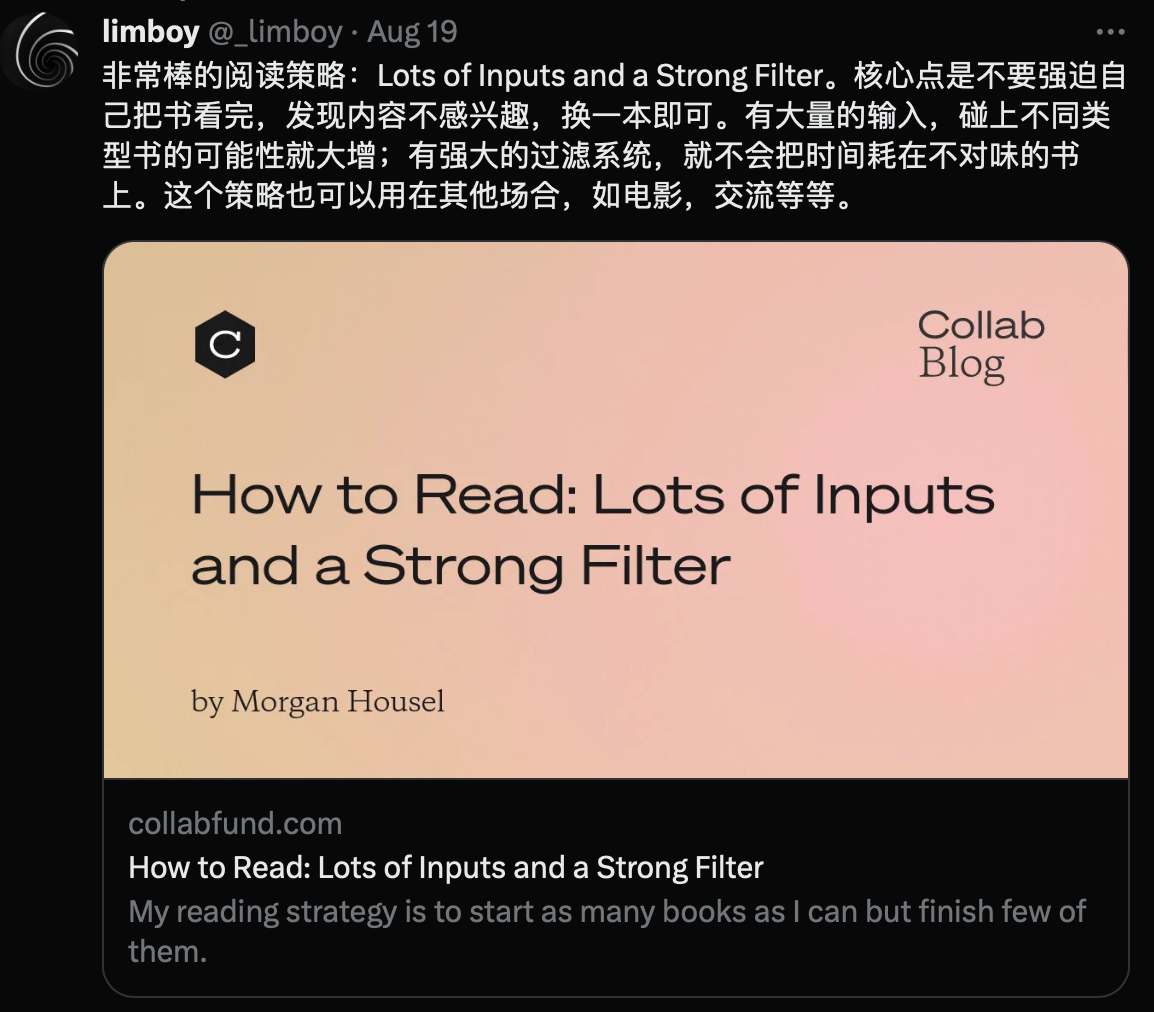 limboy @_limboy · Aug 19
非常棒的阅读策略：Lots of Inputs and a Strong Filter。核心点是不要强迫自
己把书看完，发现内容不感兴趣，换一本即可。有大量的输入，碰上不同类
型书的可能性就大增；有强大的过滤系统，就不会把时间耗在不对味的书
上。这个策略也可以用在其他场合，如电影，交流等等。
C
Collab
Blog
How to Read: Lots of Inputs
and a Strong Filter
by Morgan Housel
collabfund.com
How to Read: Lots of Inputs and a Strong Filter
My reading strategy is to start as many books as I can but finish few of
them.